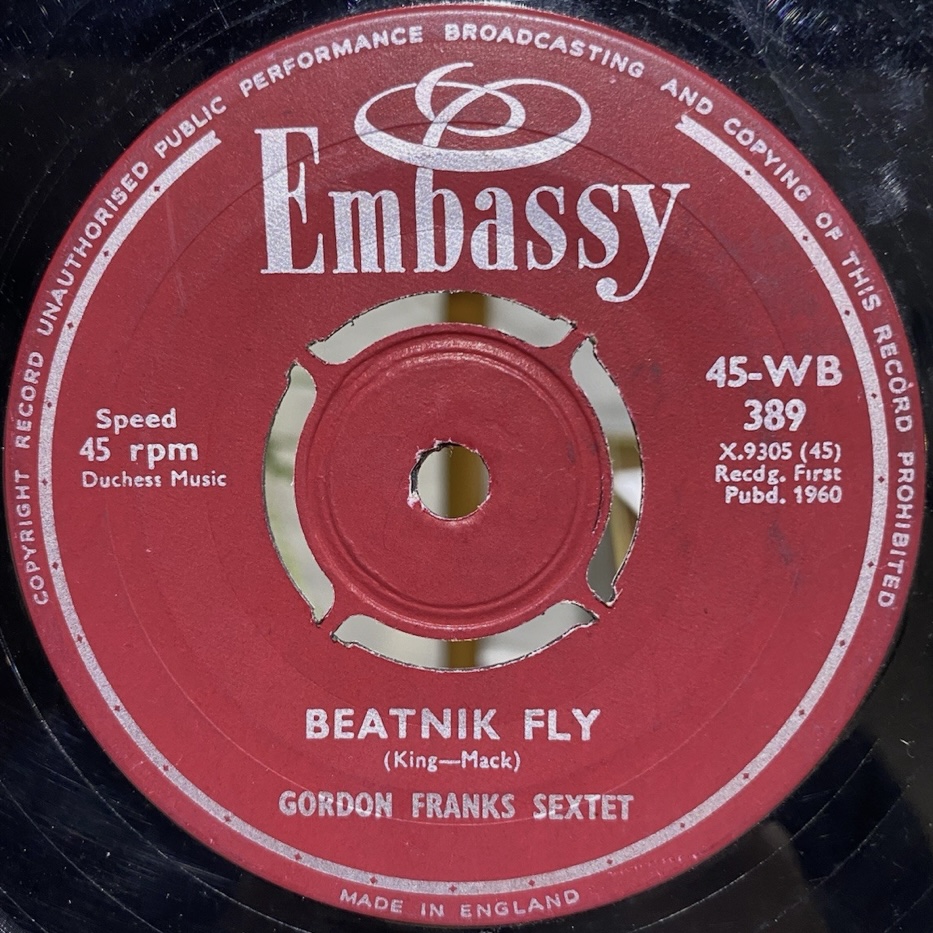 COPYRIGHT RECORD UNAUTHORISED PUBLIC PERFORMANCE BROADCASTING AND COPYING OF THIS RECORD PROHIBITED
Embassy
Speed
45 rpm
Duchess Music
45-WB
389
X.9305 (45)
Recdg. First
Pubd. 1960
BEATNIK FLY
(King—Mack)
GORDON FRANKS SEXTET
MADE IN ENGLAND